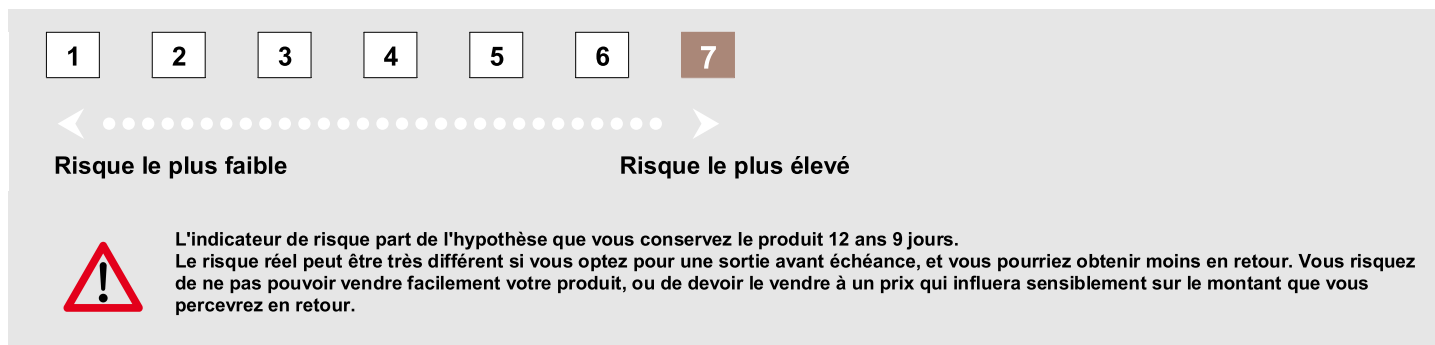 1 2 3 4 5 6 7
Risque le plus faible Risque le plus élevé
L'indicateur de risque part de l'hypothèse que vous conservez le produit 12 ans 9 jours.
Le risque réel peut être très différent si vous optez pour une sortie avant échéance, et vous pourriez obtenir moins en retour. Vous risquez
de ne pas pouvoir vendre facilement votre produit, ou de devoir le vendre à un prix qui influera sensiblement sur le montant que vous
percevrez en retour.